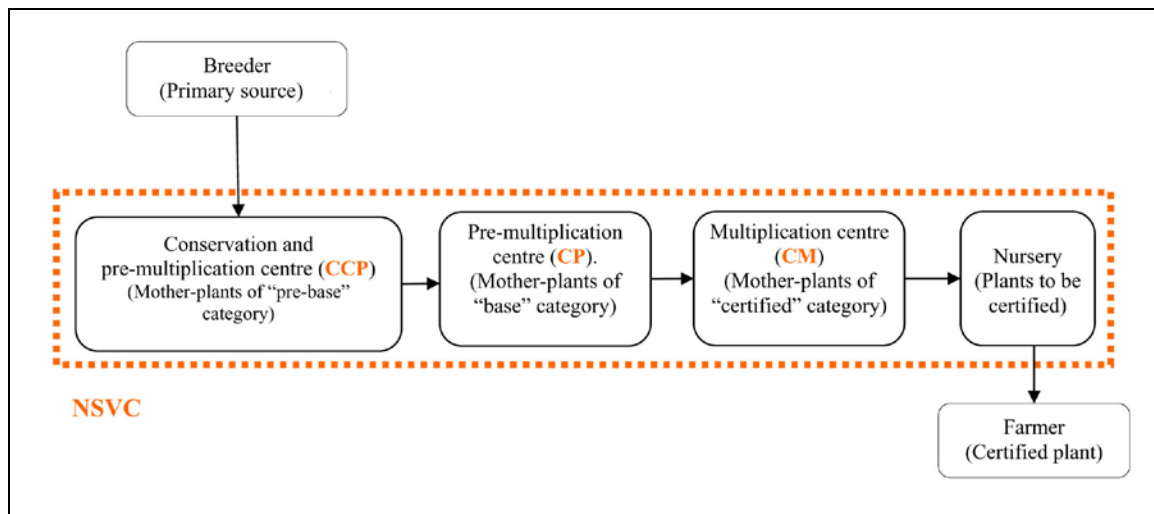 Breeder
(Primary source)
Conservation and
pre-multiplication centre (CCP)
(Mother-plants of “pre-base”
category)
Pre-multiplication
centre (CP).
(Mother-plants of
“base” category)
Multiplication centre
(CM)
(Mother-plants of
“certified” category)
Nursery
(Plants to be
certified)
NSVC
Farmer
(Certified plant)